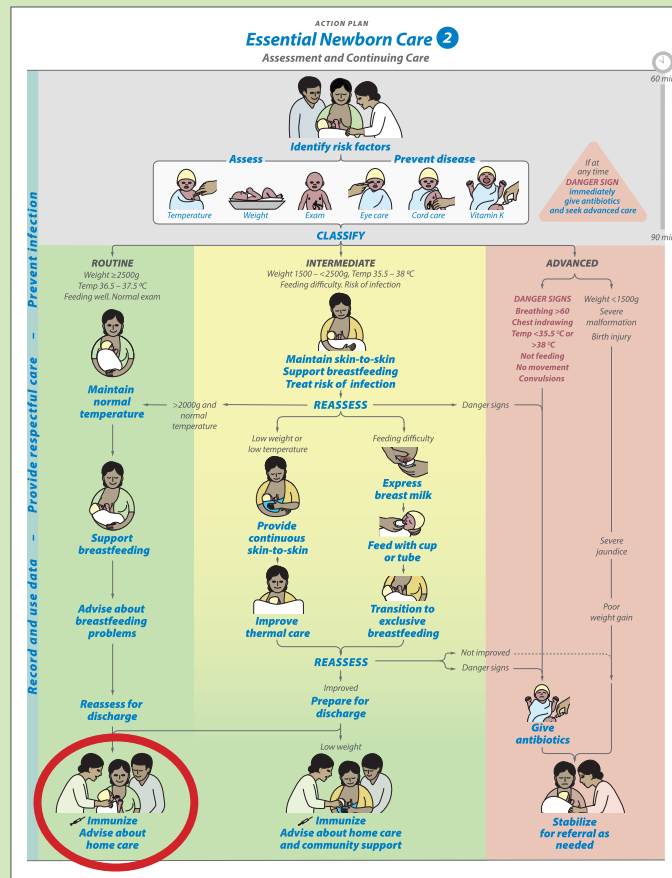 ACTION PLAN
Essential Newborn Care 2
Assessment and Continuing Care
60 min
Identify risk factors
Assess
Prevent disease
Temperature
Weight
Exam
Eye care
Cord care
Vitamin K
If at
any time
DANGER SIGN
immediately
give antibiotics
and seek advanced care
CLASSIFY
90 min
ROUTINE
Weight ≥2500g
Temp 36.5 – 37.5 ºC
Feeding well. Normal exam
INTERMEDIATE
Weight 1500 – <2500g, Temp 35.5 – 38 ºC
Feeding difficulty. Risk of infection
ADVANCED
DANGER SIGNS
Breathing >60
Chest indrawing
Temp <35.5 ºC or
>38 ºC
Not feeding
No movement
Convulsions
Weight <1500g
Severe
malformation
Birth injury
Maintain
normal
temperature
Maintain skin-to-skin
Support breastfeeding
Treat risk of infection
>2000g and
normal
temperature
REASSESS
Danger signs
Low weight or
low temperature
Feeding difficulty
Express
breast milk
Support
breastfeeding
Provide
continuous
skin-to-skin
Feed with cup
or tube
Severe
jaundice
Advise about
breastfeeding
problems
Improve
thermal care
Transition to
exclusive
breastfeeding
Poor
weight gain
REASSESS
Not improved
Danger signs
Improved
Prepare for
discharge
Reassess for
discharge
Low weight
Give
antibiotics
Immunize
Advise about
home care
Immunize
Advise about home care
and community support
Stabilize
for referral as
needed
Record and use data – Provide respectful care – Prevent infection